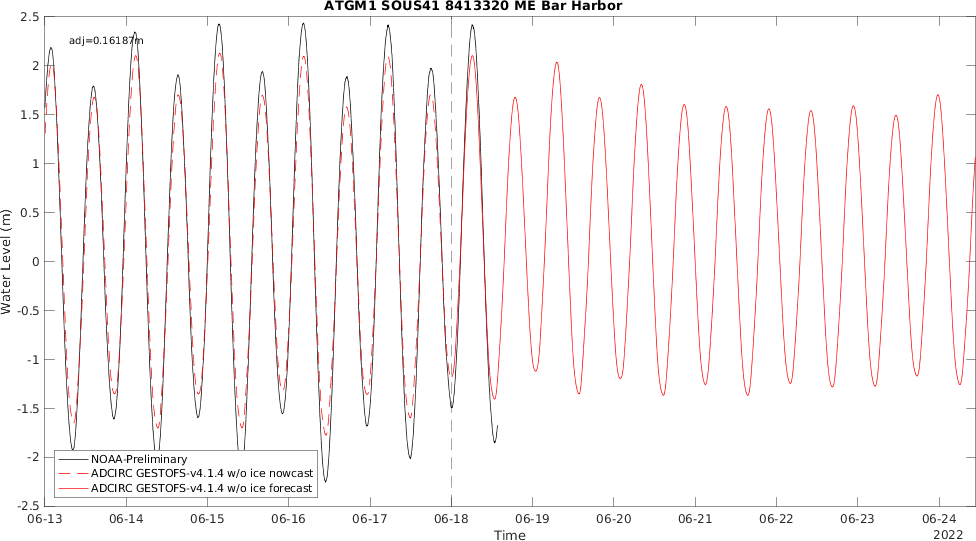 ATGM1 SOUS41 8413320 ME Bar Harbor
adj=0.16187m
Water Level (m)
2.5
2
1.5
1
0.5
0
-0.5
-1
-1.5
-2
-2.5
NOAA-Preliminary
ADCIRC GESTOFS-v4.1.4 w/o ice nowcast
ADCIRC GESTOFS-v4.1.4 w/o ice forecast
06-13 06-14 06-15 06-16 06-17 06-18 06-19 06-20 06-21 06-22 06-23 06-24
Time
2022